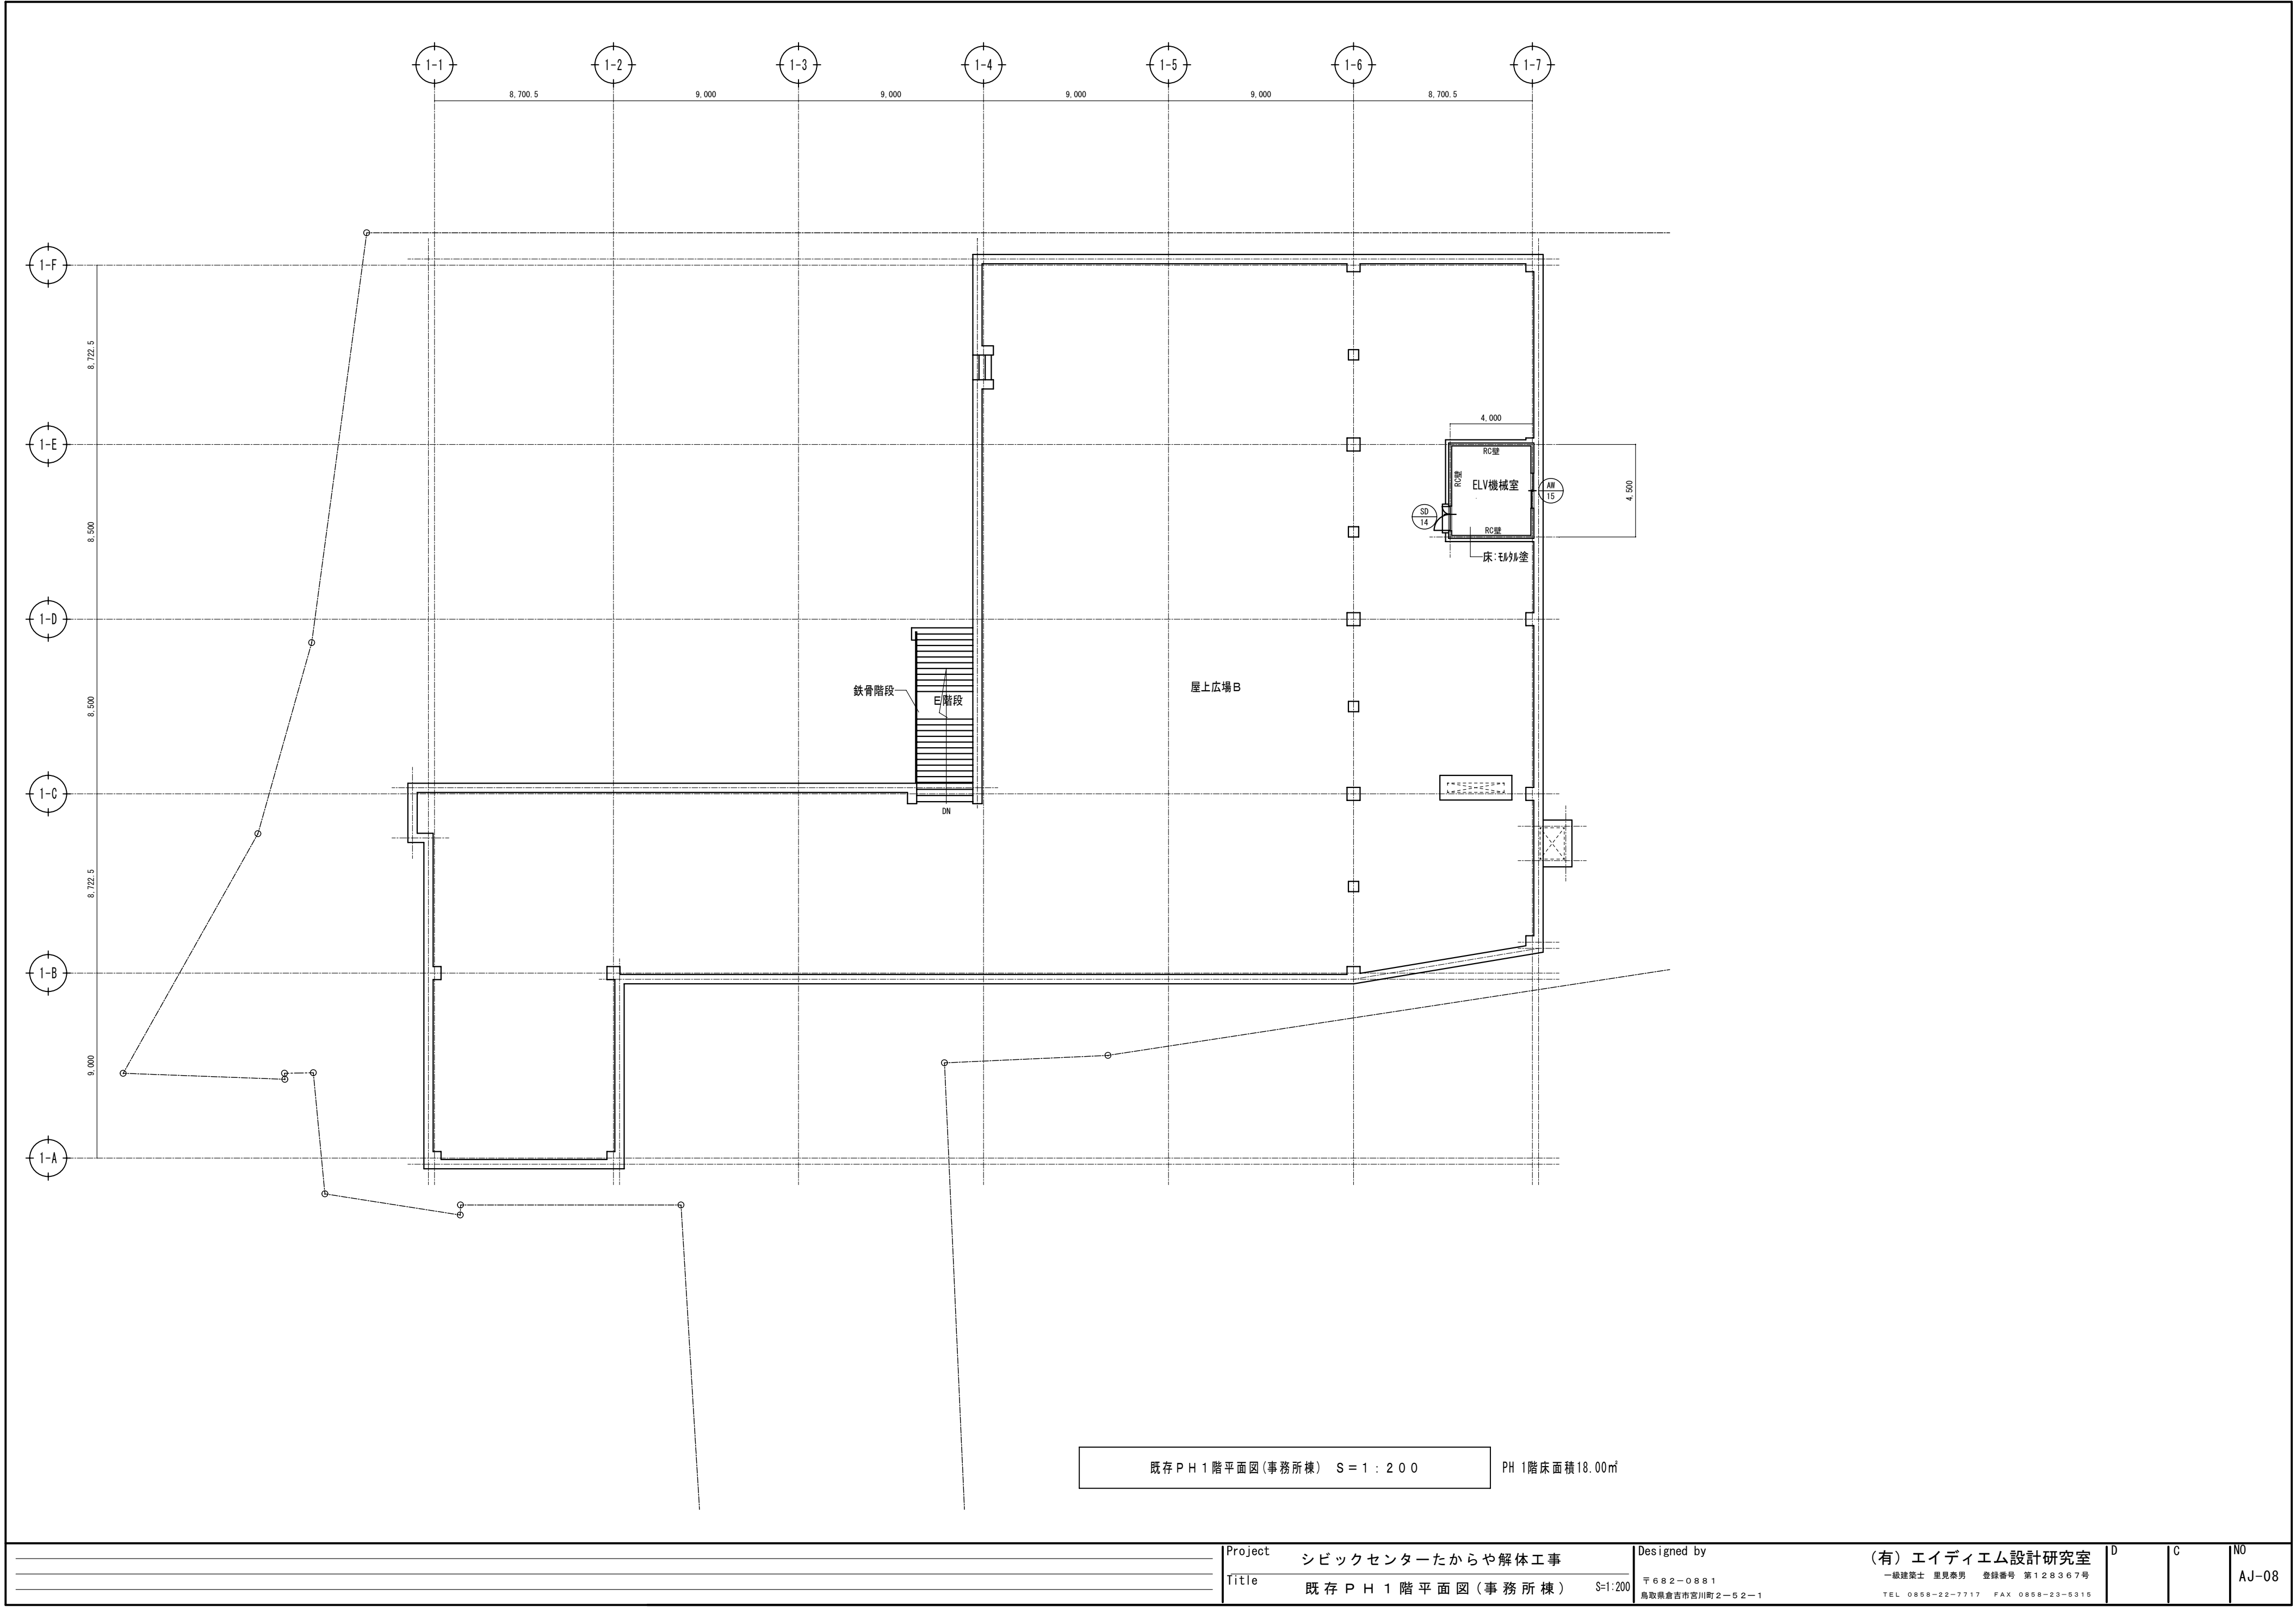 1-1 1-2 1-3 1-4 1-5 1-6 1-7
8,700.5 9,000 9,000 9,000 9,000 8,700.5
1-F
8,722.5
1-E
4,000
RC壁
RC壁
ELV機械室
AW
15
4,500
SD
14
RC壁
8,500
床:モルタル塗
1-D
鉄骨階段
E階段
屋上広場B
8,500
1-C
DN
8,722.5
1-B
9,000
1-A
既存PH1階平面図(事務所棟) S=1:200
PH 1階床面積18.00㎡
Project
シビックセンターたからや解体工事
Title
既存PH1階平面図(事務所棟) S=1:200
Designed by
〒682-0881
鳥取県倉吉市宮川町2-52-1
(有)エイディエム設計研究室
一級建築士 里見泰男 登録番号 第128367号
TEL 0858-22-7717 FAX 0858-23-5315
D
C
NO
AJ-08